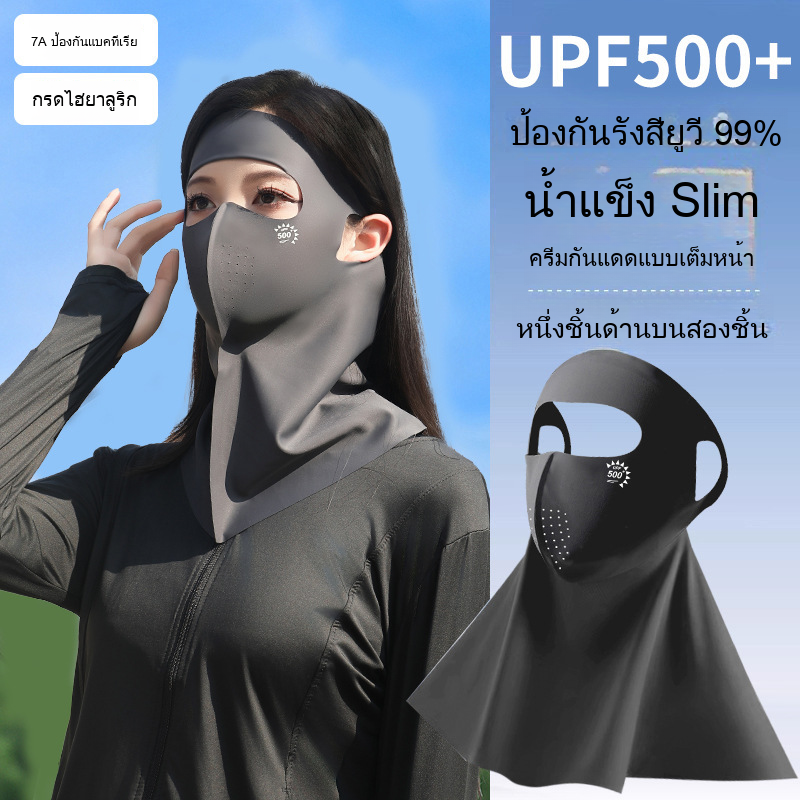 7A ป้องกันแบคทีเรีย
กรดไฮยาลูริก
UPF500+
ป้องกันรังสียูวี 99%
น้ำแข็ง Slim
ครีมกันแดดแบบเต็มหน้า
หนึ่งชิ้นด้านบนสองชิ้น
500
500